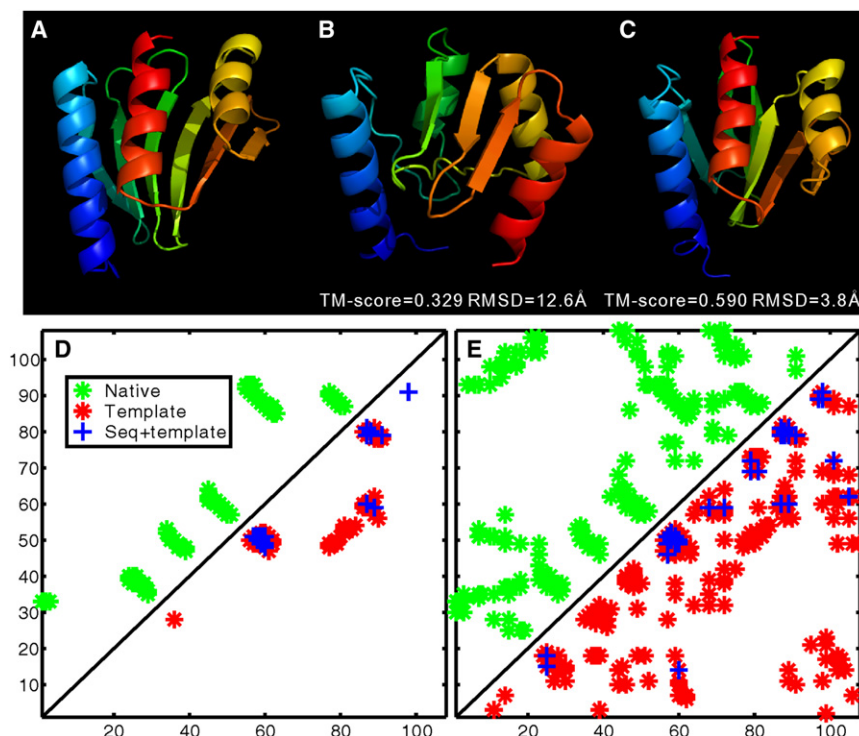 A
B
C
TM-score=0.329 RMSD=12.6Å
TM-score=0.590 RMSD=3.8Å
D
E
100
90
80
70
60
50
40
30
20
10
Native
Template
Seq+template
20
40
60
80
100
20
40
60
80
100